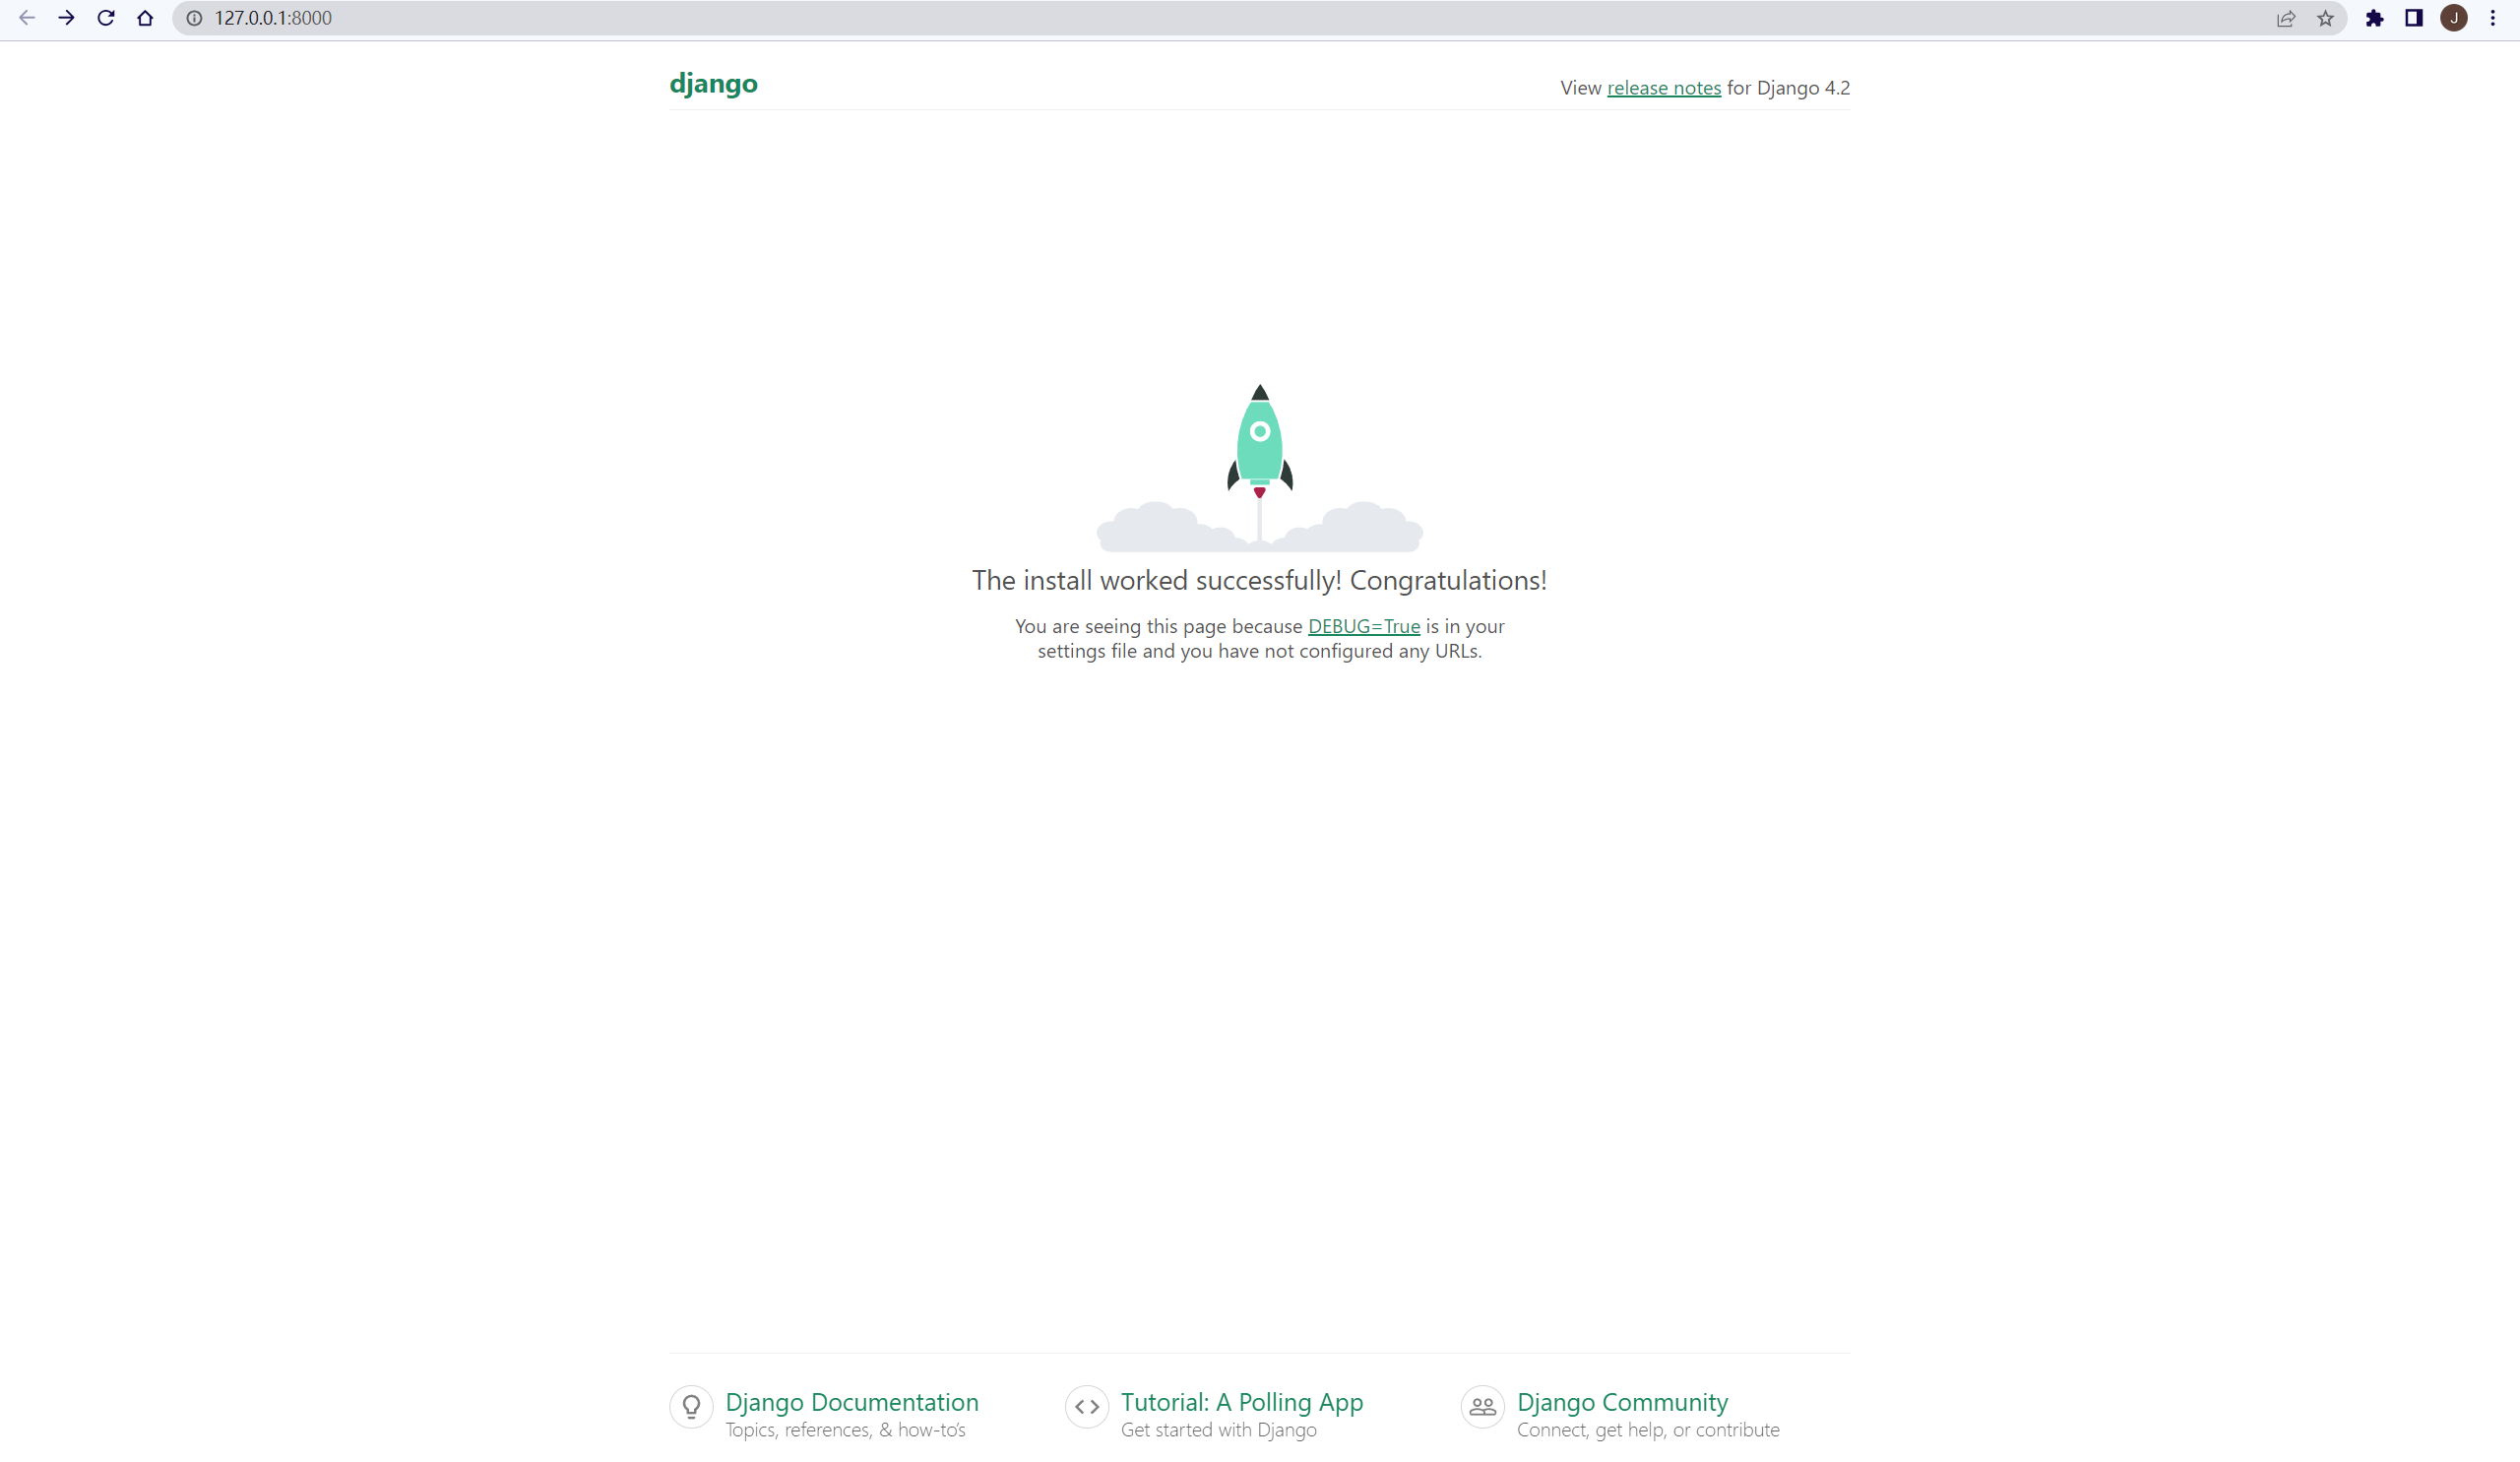 127.0.0.1:8000
J
django
View release notes for Django 4.2
The install worked successfully! Congratulations!
You are seeing this page because DEBUG=True is in your
settings file and you have not configured any URLs.
Django Documentation
Topics, references, & how-to’s
Tutorial: A Polling App
Get started with Django
Django Community
Connect, get help, or contribute